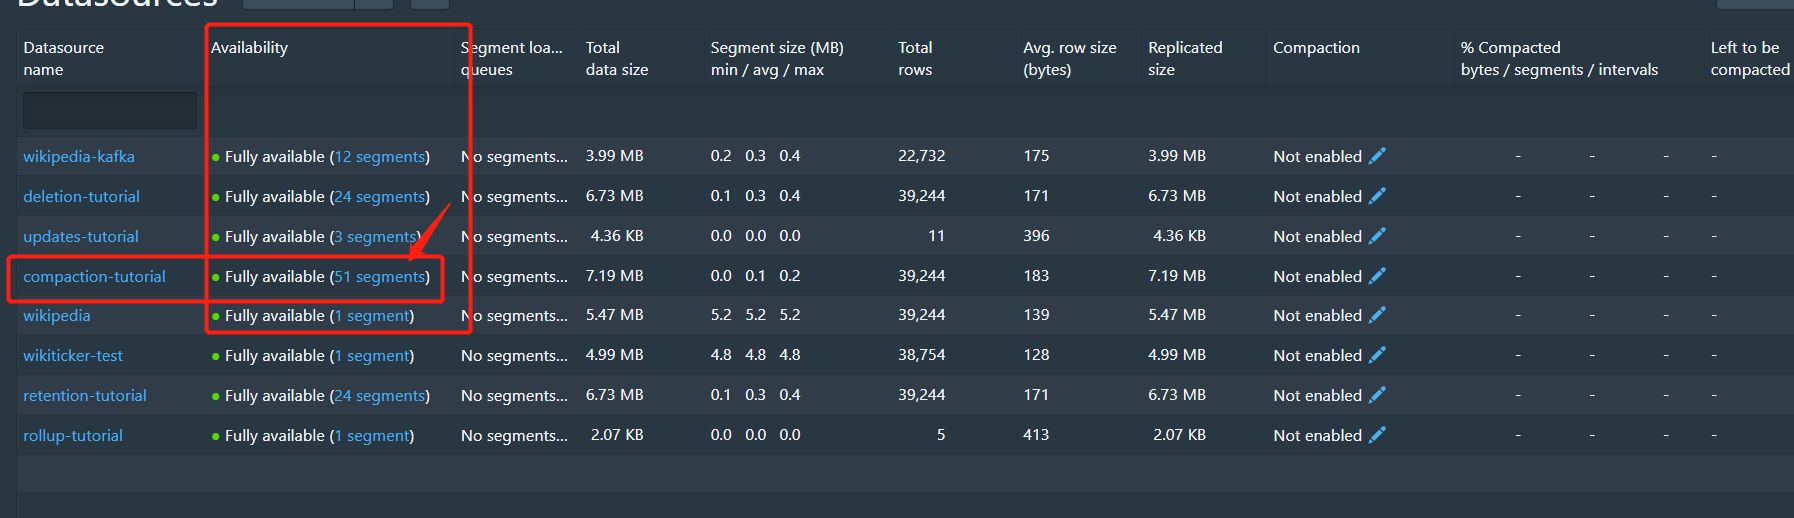 Datasources
Datasource name Availability Segment loa... queues Total data size Segment size (MB) min / avg / max Total rows Avg. row size (bytes) Replicated size Compaction % Compacted bytes / segments / intervals Left to be compacted
wikipedia-kafka Fully available (12 segments) No segments... 3.99 MB 0.2 0.3 0.4 22,732 175 3.99 MB Not enabled - - - -
deletion-tutorial Fully available (24 segments) No segments... 6.73 MB 0.1 0.3 0.4 39,244 171 6.73 MB Not enabled - - - -
updates-tutorial Fully available (3 segments) No segments... 4.36 KB 0.0 0.0 0.0 11 396 4.36 KB Not enabled - - - -
compaction-tutorial Fully available (51 segments) No segments... 7.19 MB 0.0 0.1 0.2 39,244 183 7.19 MB Not enabled - - - -
wikipedia Fully available (1 segment) No segments... 5.47 MB 5.2 5.2 5.2 39,244 139 5.47 MB Not enabled - - - -
wikiticker-test Fully available (1 segment) No segments... 4.99 MB 4.8 4.8 4.8 38,754 128 4.99 MB Not enabled - - - -
retention-tutorial Fully available (24 segments) No segments... 6.73 MB 0.1 0.3 0.4 39,244 171 6.73 MB Not enabled - - - -
rollup-tutorial Fully available (1 segment) No segments... 2.07 KB 0.0 0.0 0.0 5 413 2.07 KB Not enabled - - - -